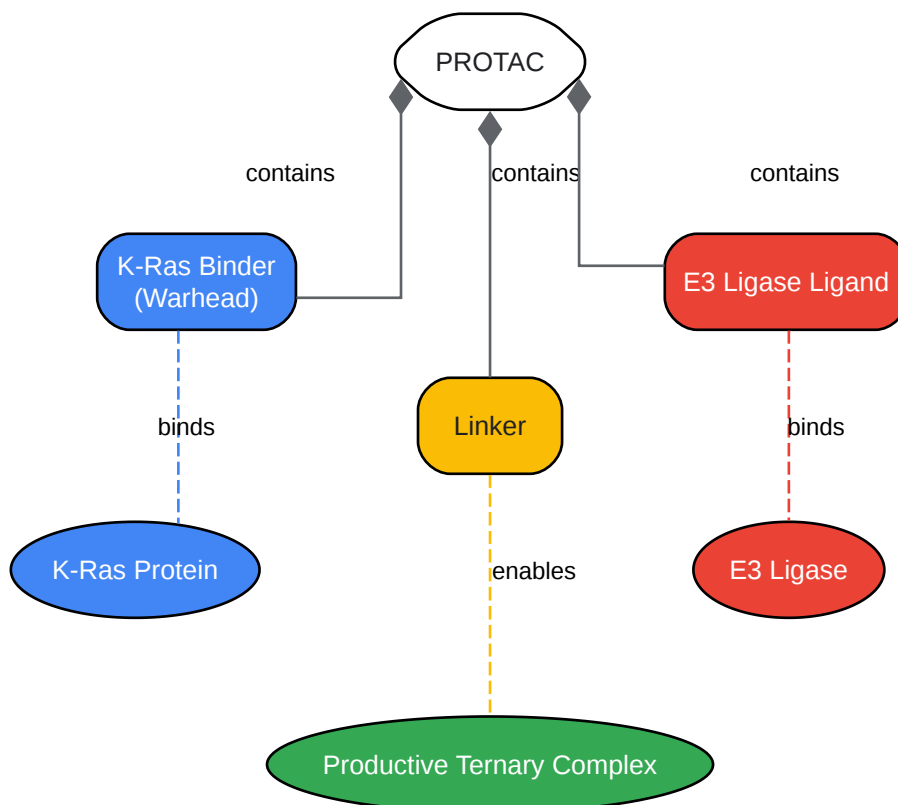 PROTAC
contains
contains
contains
K-Ras Binder
(Warhead)
E3 Ligase Ligand
binds
Linker
binds
K-Ras Protein
enables
E3 Ligase
Productive Ternary Complex